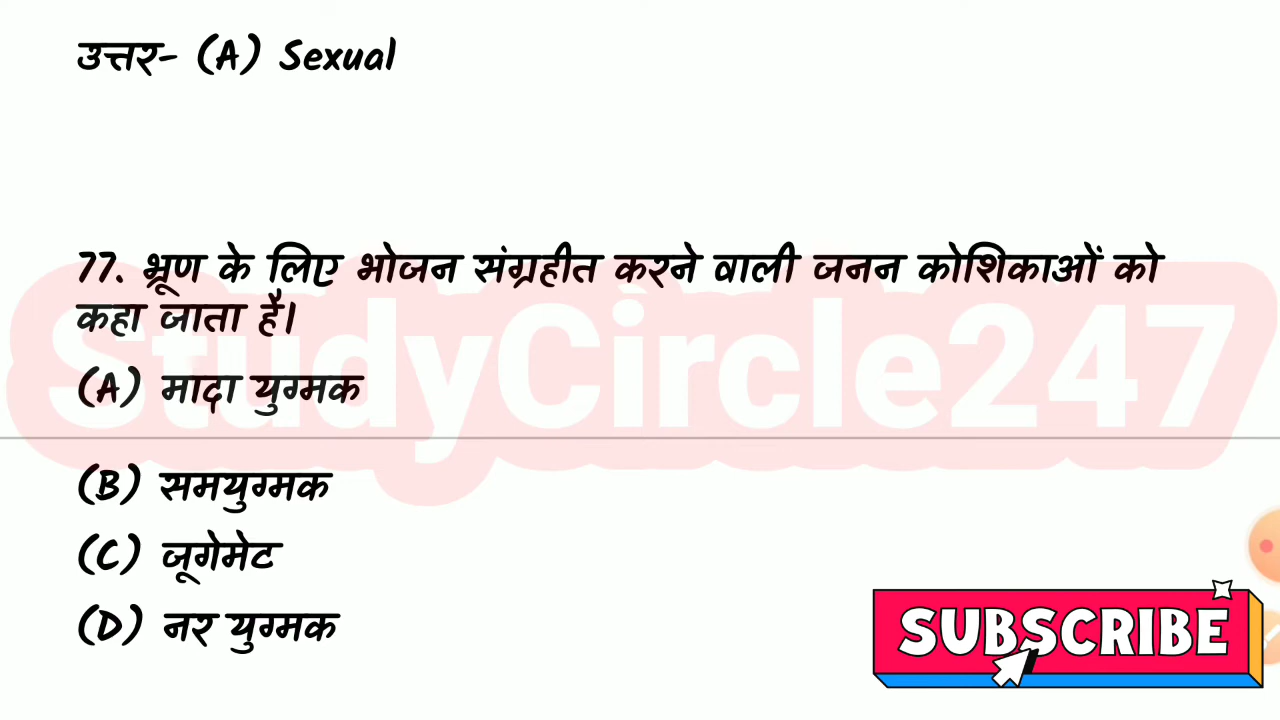 उत्तर- (A) Sexual
77. भ्रूण के लिए भोजन संग्रहीत करने वाली जनन कोशिकाओं को
कहा जाता है।
StudyCircle247
(A) मादा युग्मक
(B) समयुग्मक
(C) जूगेमेट
(D) नर युग्मक
SUBSCRIBE